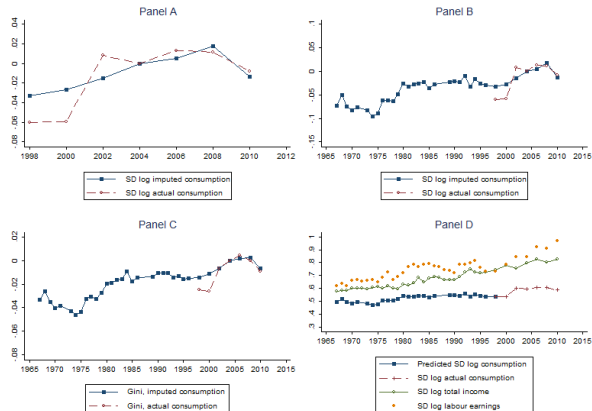 Panel A
.04
.02
0
-.02
-.04
-.06
-.08
1998 2000 2002 2004 2006 2008 2010 2012
SD log imputed consumption
SD log actual consumption
Panel B
.1
.05
0
-.05
-.1
-.15
1965 1970 1975 1980 1985 1990 1995 2000 2005 2010 2015
SD log imputed consumption
SD log actual consumption
Panel C
.04
.02
0
-.02
-.04
-.06
-.08
1965 1970 1975 1980 1985 1990 1995 2000 2005 2010 2015
Gini, imputed consumption
Gini, actual consumption
Panel D
1
.9
.8
.7
.6
.5
.4
.3
1965 1970 1975 1980 1985 1990 1995 2000 2005 2010 2015
Predicted SD log consumption
SD log actual consumption
SD log total income
SD log labour earnings